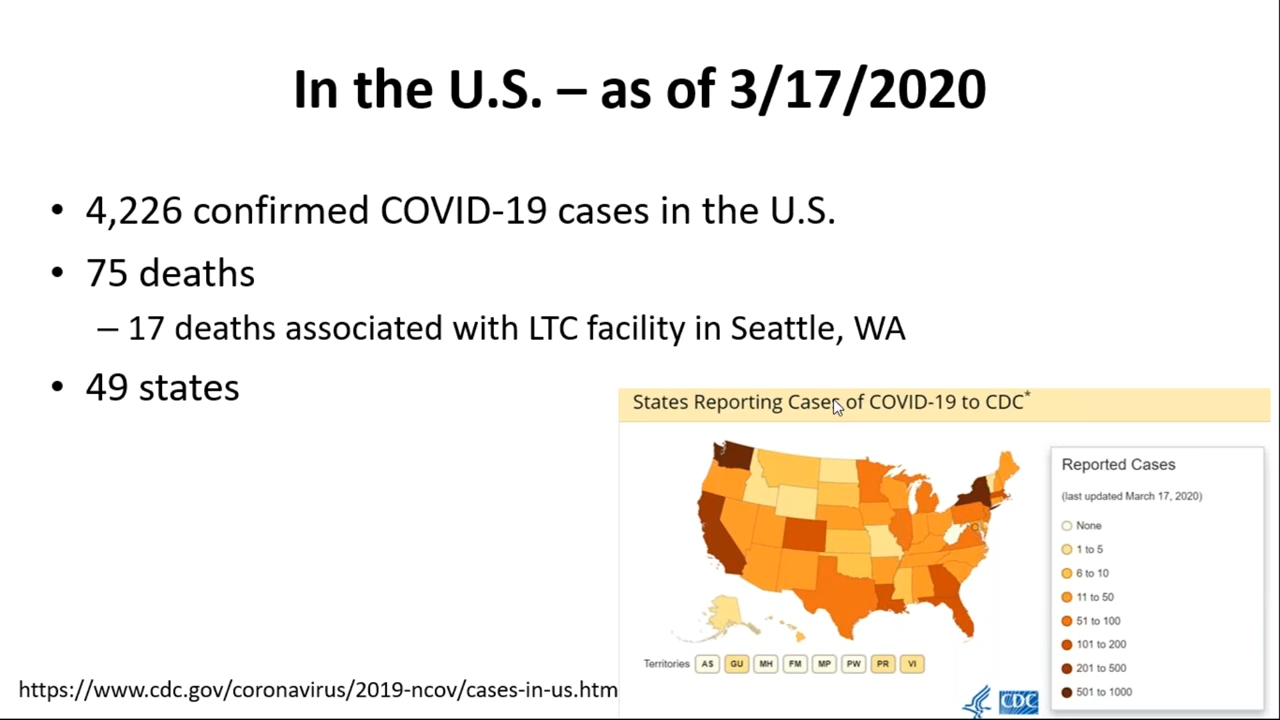 In the U.S. – as of 3/17/2020
• 4,226 confirmed COVID-19 cases in the U.S.
• 75 deaths
– 17 deaths associated with LTC facility in Seattle, WA
• 49 states
States Reporting Cases of COVID-19 to CDC*
Reported Cases
(last updated March 17, 2020)
None
1 to 5
6 to 10
11 to 50
51 to 100
101 to 200
201 to 500
501 to 1000
Territories AS GU MH FM MP PW PR VI
CDC
https://www.cdc.gov/coronavirus/2019-ncov/cases-in-us.htm